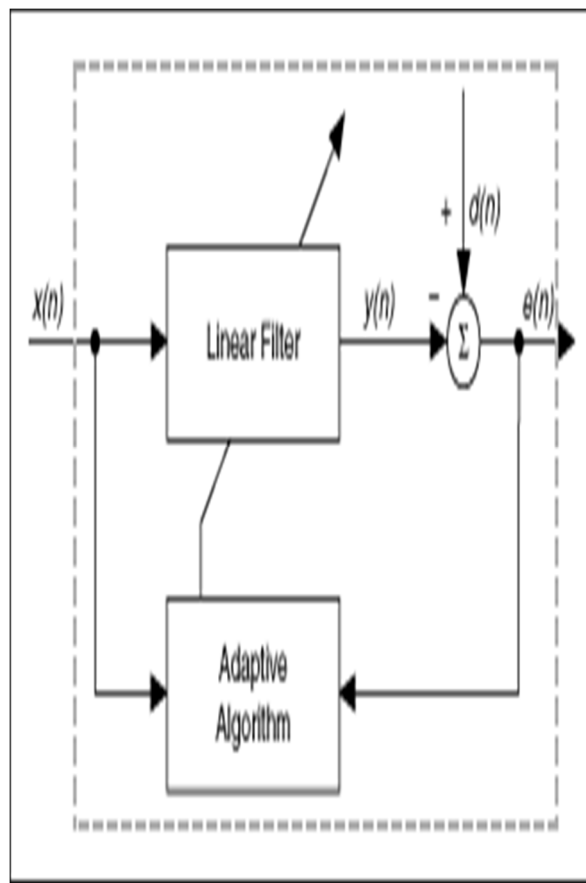 +
d(n)
x(n)
Linear Filter
y(n)
-
Σ
e(n)
Adaptive
Algorithm